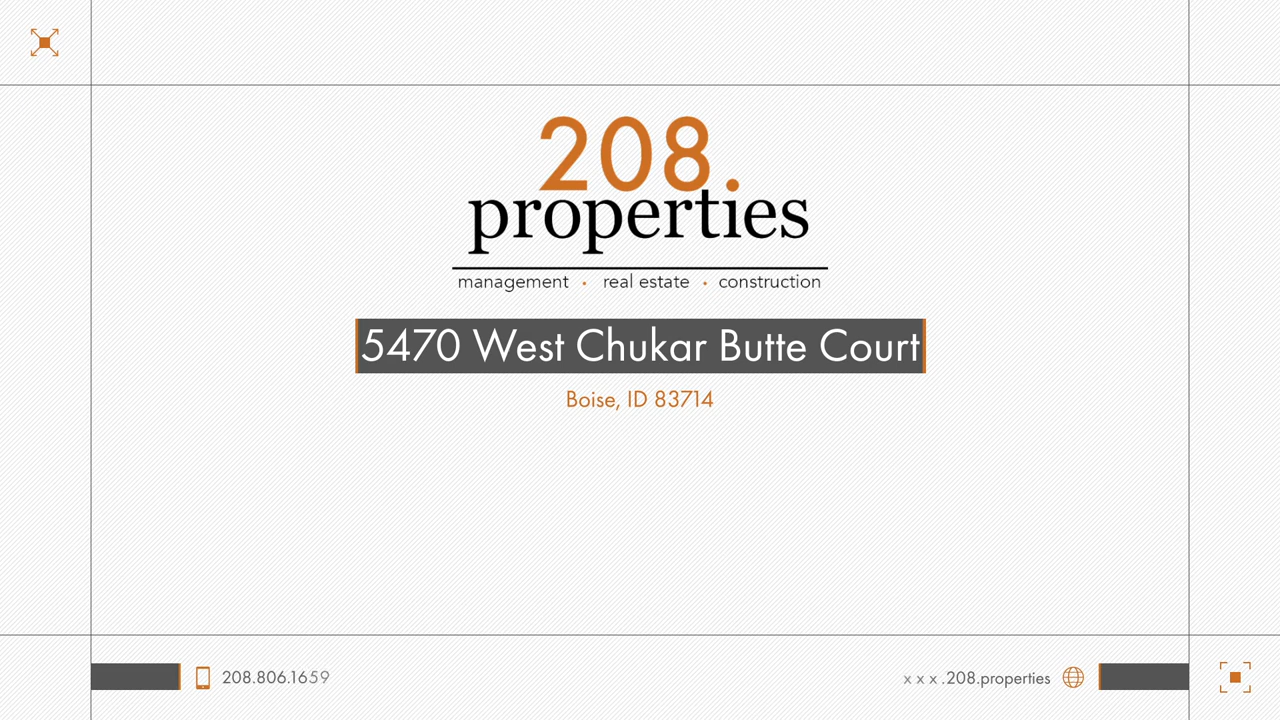 208.
properties
management • real estate • construction
5470 West Chukar Butte Court
Boise, ID 83714
208.806.1659
x x x .208.properties